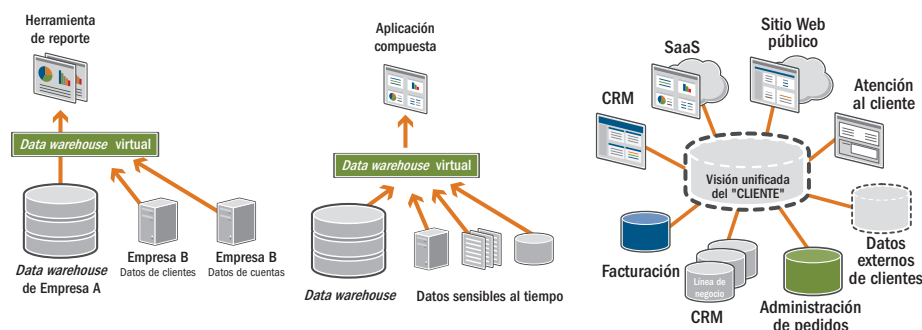 Herramienta
de reporte
Data warehouse virtual
Data warehouse
de Empresa A
Empresa B
Datos de clientes
Empresa B
Datos de cuentas
Aplicación
compuesta
Data warehouse virtual
Data warehouse
Datos sensibles al tiempo
SaaS
Sitio Web
público
CRM
Atención
al cliente
Visión unificada
del "CLIENTE"
Facturación
Línea de
negocio
CRM
Administración
de pedidos
Datos
externos
de clientes